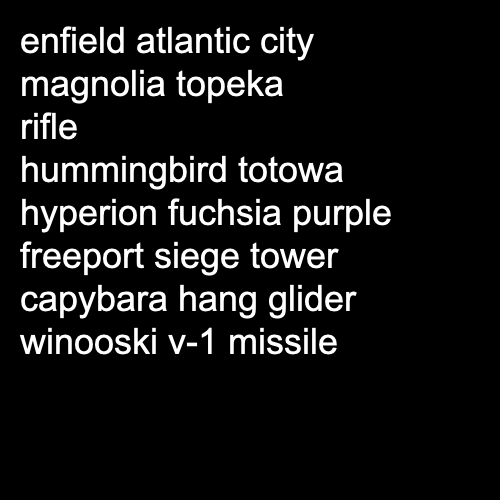 enfield atlantic city
magnolia topeka
rifle
hummingbird totowa
hyperion fuchsia purple
freeport siege tower
capybara hang glider
winooski v-1 missile